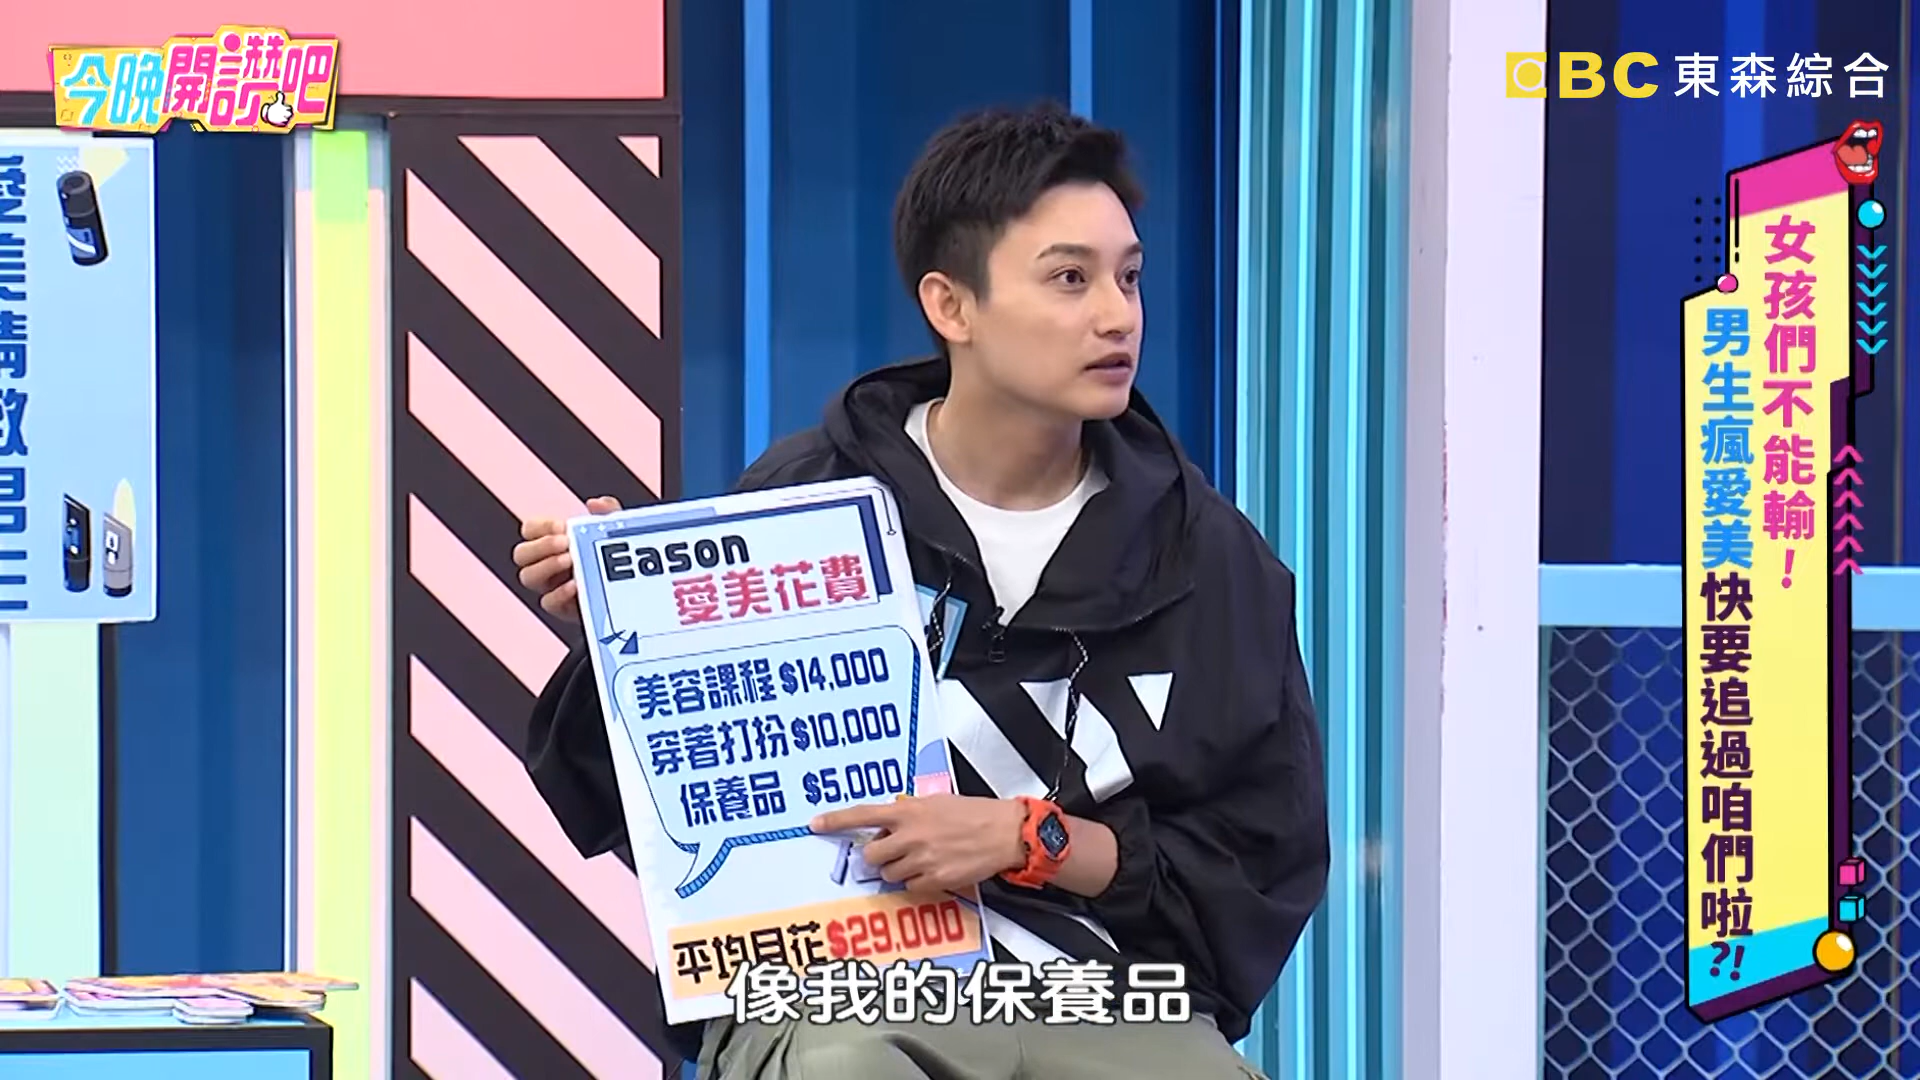 今晚開讚吧
EBC東森綜合
女孩們不能輸！
男生瘋愛美快要追過咱們啦?!
Eason
愛美花費
美容課程$14,000
穿著打扮$10,000
保養品 $5,000
平均月花$29,000
像我的保養品